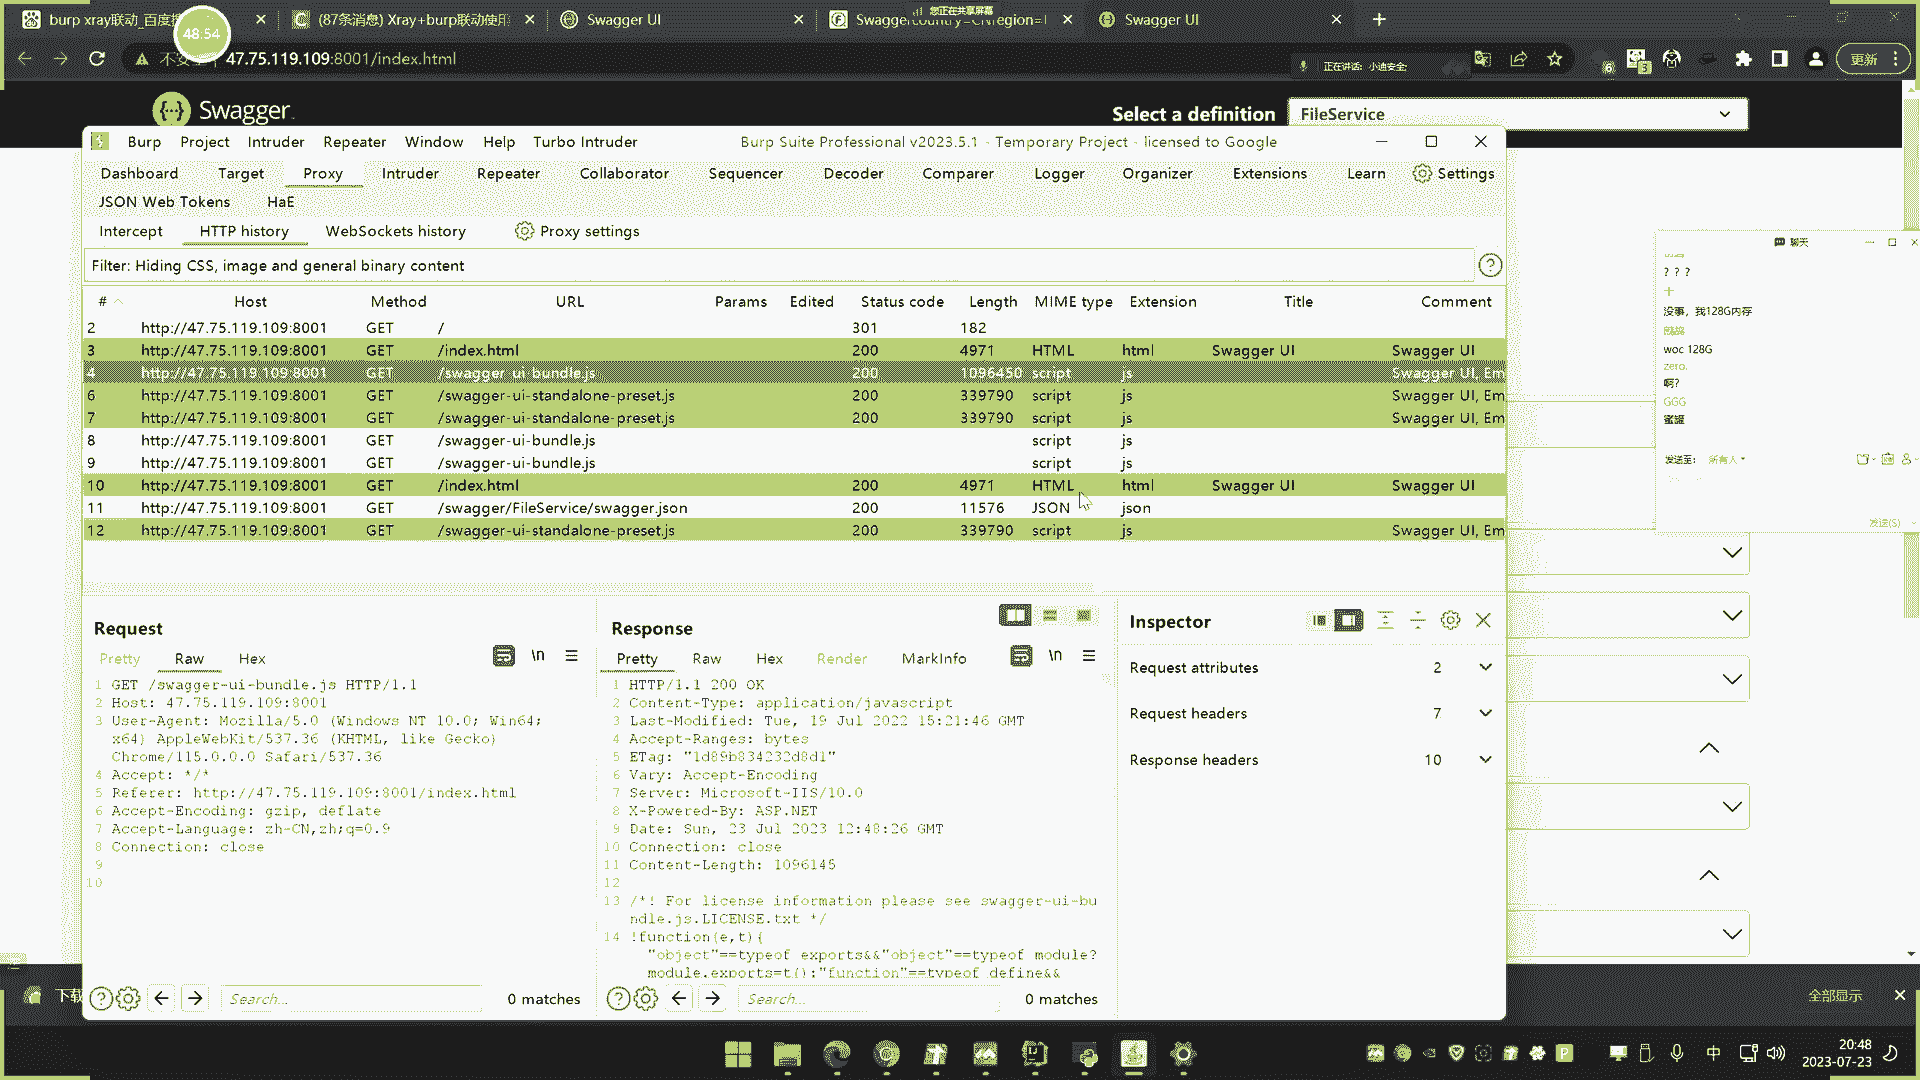 burp xray联动_百度搜
(87条消息) Xray+burp联动使用
Swagger UI
Swagger
country=CN
region=
您正在共享屏幕
Swagger UI
48:54
47.75.119.109:8001/index.html
正在讲话: 小迪安全:
6
3
更新
Swagger
Select a definition
FileService
Burp Project Intruder Repeater Window Help Turbo Intruder
Burp Suite Professional v2023.5.1 - Temporary Project - licensed to Google
Dashboard Target Proxy Intruder Repeater Collaborator Sequencer Decoder Comparer Logger Organizer Extensions Learn Settings
JSON Web Tokens HaE
Intercept HTTP history WebSockets history Proxy settings
Filter: Hiding CSS, image and general binary content
# Host Method URL Params Edited Status code Length MIME type Extension Title Comment
2 http://47.75.119.109:8001 GET / 301 182
3 http://47.75.119.109:8001 GET /index.html 200 4971 HTML html Swagger UI Swagger UI
4 http://47.75.119.109:8001 GET /swagger-ui-bundle.js 200 1096450 script js Swagger UI, Em
6 http://47.75.119.109:8001 GET /swagger-ui-standalone-preset.js 200 339790 script js Swagger UI, Em
7 http://47.75.119.109:8001 GET /swagger-ui-standalone-preset.js 200 339790 script js Swagger UI, Em
8 http://47.75.119.109:8001 GET /swagger-ui-bundle.js script js
9 http://47.75.119.109:8001 GET /swagger-ui-bundle.js script js
10 http://47.75.119.109:8001 GET /index.html 200 4971 HTML html Swagger UI Swagger UI
11 http://47.75.119.109:8001 GET /swagger/FileService/swagger.json 200 11576 JSON json
12 http://47.75.119.109:8001 GET /swagger-ui-standalone-preset.js 200 339790 script js Swagger UI, Em
Request
Pretty Raw Hex \n
1 GET /swagger-ui-bundle.js HTTP/1.1
2 Host: 47.75.119.109:8001
3 User-Agent: Mozilla/5.0 (Windows NT 10.0; Win64;
x64) AppleWebKit/537.36 (KHTML, like Gecko)
Chrome/115.0.0.0 Safari/537.36
4 Accept: */*
5 Referer: http://47.75.119.109:8001/index.html
6 Accept-Encoding: gzip, deflate
7 Accept-Language: zh-CN,zh;q=0.9
8 Connection: close
9
10
Search...
0 matches
Response
Pretty Raw Hex Render MarkInfo \n
1 HTTP/1.1 200 OK
2 Content-Type: application/javascript
3 Last-Modified: Tue, 19 Jul 2022 15:21:46 GMT
4 Accept-Ranges: bytes
5 ETag: "1d89b834232d8d1"
6 Vary: Accept-Encoding
7 Server: Microsoft-IIS/10.0
8 X-Powered-By: ASP.NET
9 Date: Sun, 23 Jul 2023 12:48:26 GMT
10 Connection: close
11 Content-Length: 1096145
12
13 /*! For license information please see swagger-ui-bu
ndle.js.LICENSE.txt */
14 !function(e,t){
"object"==typeof exports&&"object"==typeof module?
module.exports=t():"function"==typeof define&&
Search...
0 matches
Inspector
Request attributes 2
Request headers 7
Response headers 10
聊天
? ? ?
十
没事，我128G内存
woc 128G
zero.
啊?
GGG
蜜罐
发送至: 所有人
发送(S)
下载
全部显示
中
20:48
2023-07-23